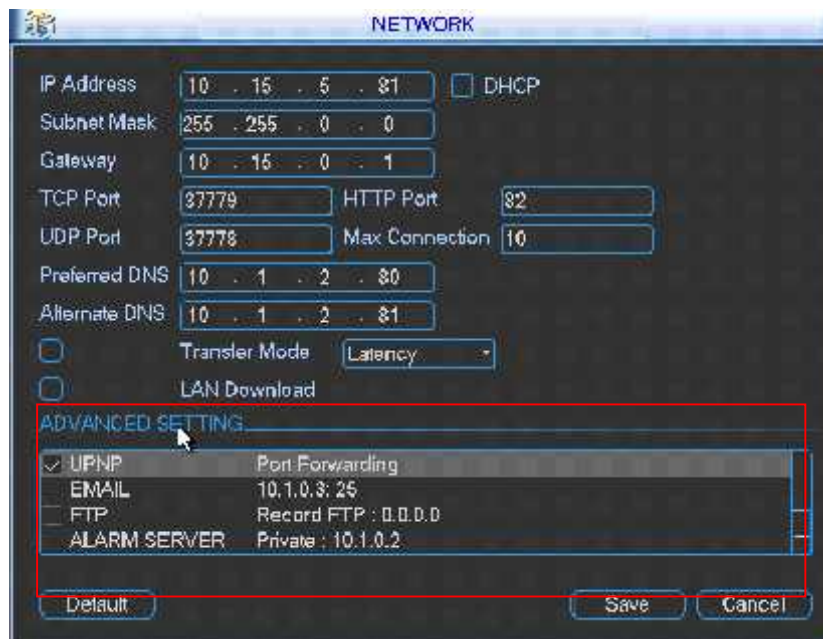 NETWORK
IP Address 10 . 15 . 5 . 81 DHCP
Subnet Mask 255 . 255 . 0 . 0
Gateway 10 . 15 . 0 . 1
TCP Port 37779 HTTP Port 82
UDP Port 37778 Max Connection 10
Preferred DNS 10 . 1 . 2 . 80
Alternate DNS 10 . 1 . 2 . 81
Transfer Mode Latency
LAN Download
ADVANCED SETTING
UPNP Port Forwarding
EMAIL 10.1.0.3: 25
FTP Record FTP : 0.0.0.0
ALARM SERVER Private : 10.1.0.2
Default Save Cancel